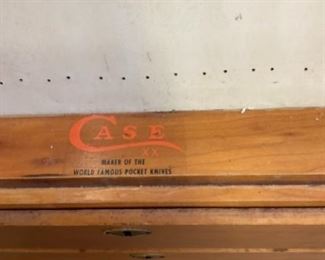 CASE
XX
MAKER OF THE
WORLD FAMOUS POCKET KNIVES